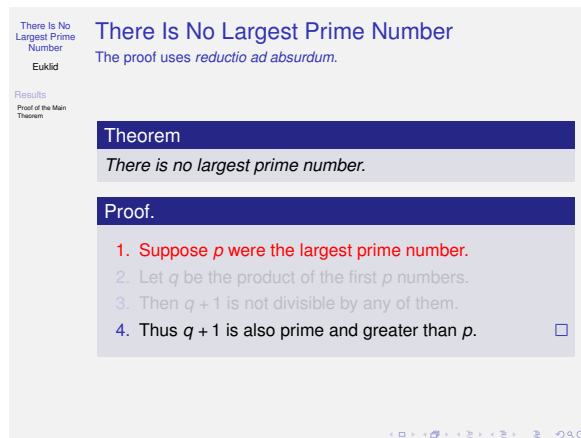 There Is No
Largest Prime
Number
Euklid
Results
Proof of the Main
Theorem
There Is No Largest Prime Number
The proof uses reductio ad absurdum.
Theorem
There is no largest prime number.
Proof.
1. Suppose p were the largest prime number.
2. Let q be the product of the first p numbers.
3. Then q + 1 is not divisible by any of them.
4. Thus q + 1 is also prime and greater than p. □